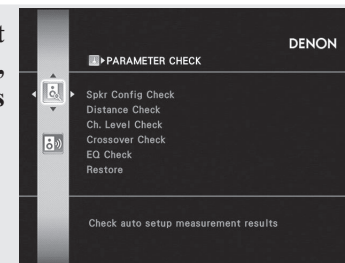 t
,
s
DENON
PARAMETER CHECK
Spkr Config Check
Distance Check
Ch. Level Check
Crossover Check
EQ Check
Restore
Check auto setup measurement results